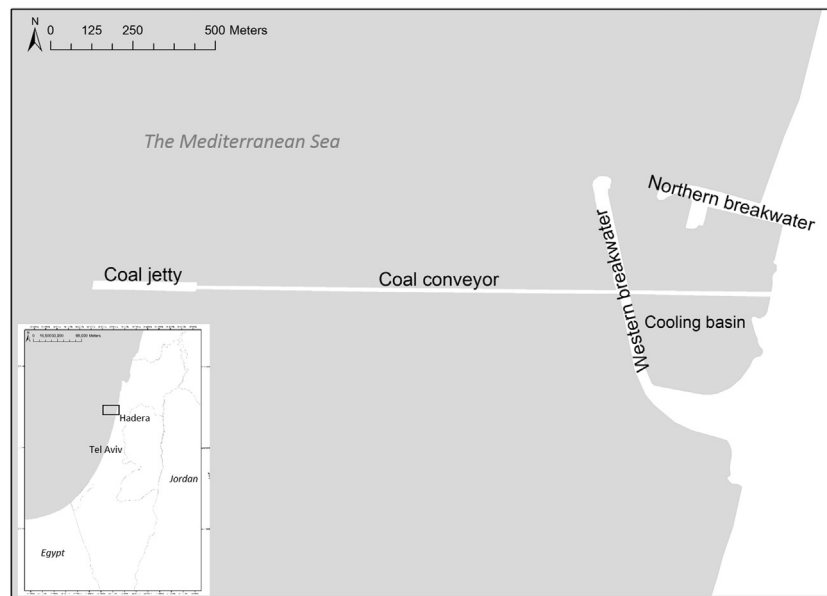 N
0 125 250 500 Meters
The Mediterranean Sea
Northern breakwater
Western breakwater
Coal jetty
Coal conveyor
Cooling basin
N
Hadera
Tel Aviv
Jordan
Egypt